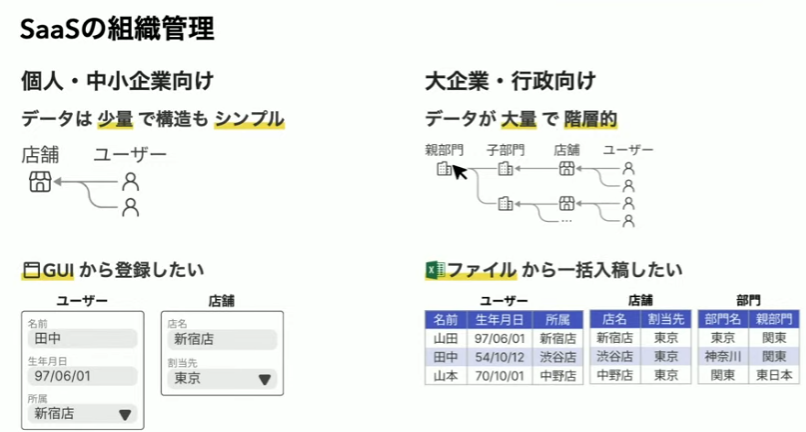 SaaSの組織管理
個人・中小企業向け
データは 少量 で構造も シンプル
店舗 ユーザー
GUI から登録したい
ユーザー
名前
田中
生年月日
97/06/01
所属
新宿店
店舗
店名
新宿店
割当先
東京
大企業・行政向け
データが 大量 で 階層的
親部門 子部門 店舗 ユーザー
...
ファイル から一括入稿したい
ユーザー
名前 生年月日 所属
山田 97/06/01 新宿店
田中 54/10/12 渋谷店
山本 70/10/01 中野店
店舗
店名 割当先
新宿店 東京
渋谷店 東京
中野店 東京
部門
部門名 親部門
東京 関東
神奈川 関東
関東 東日本